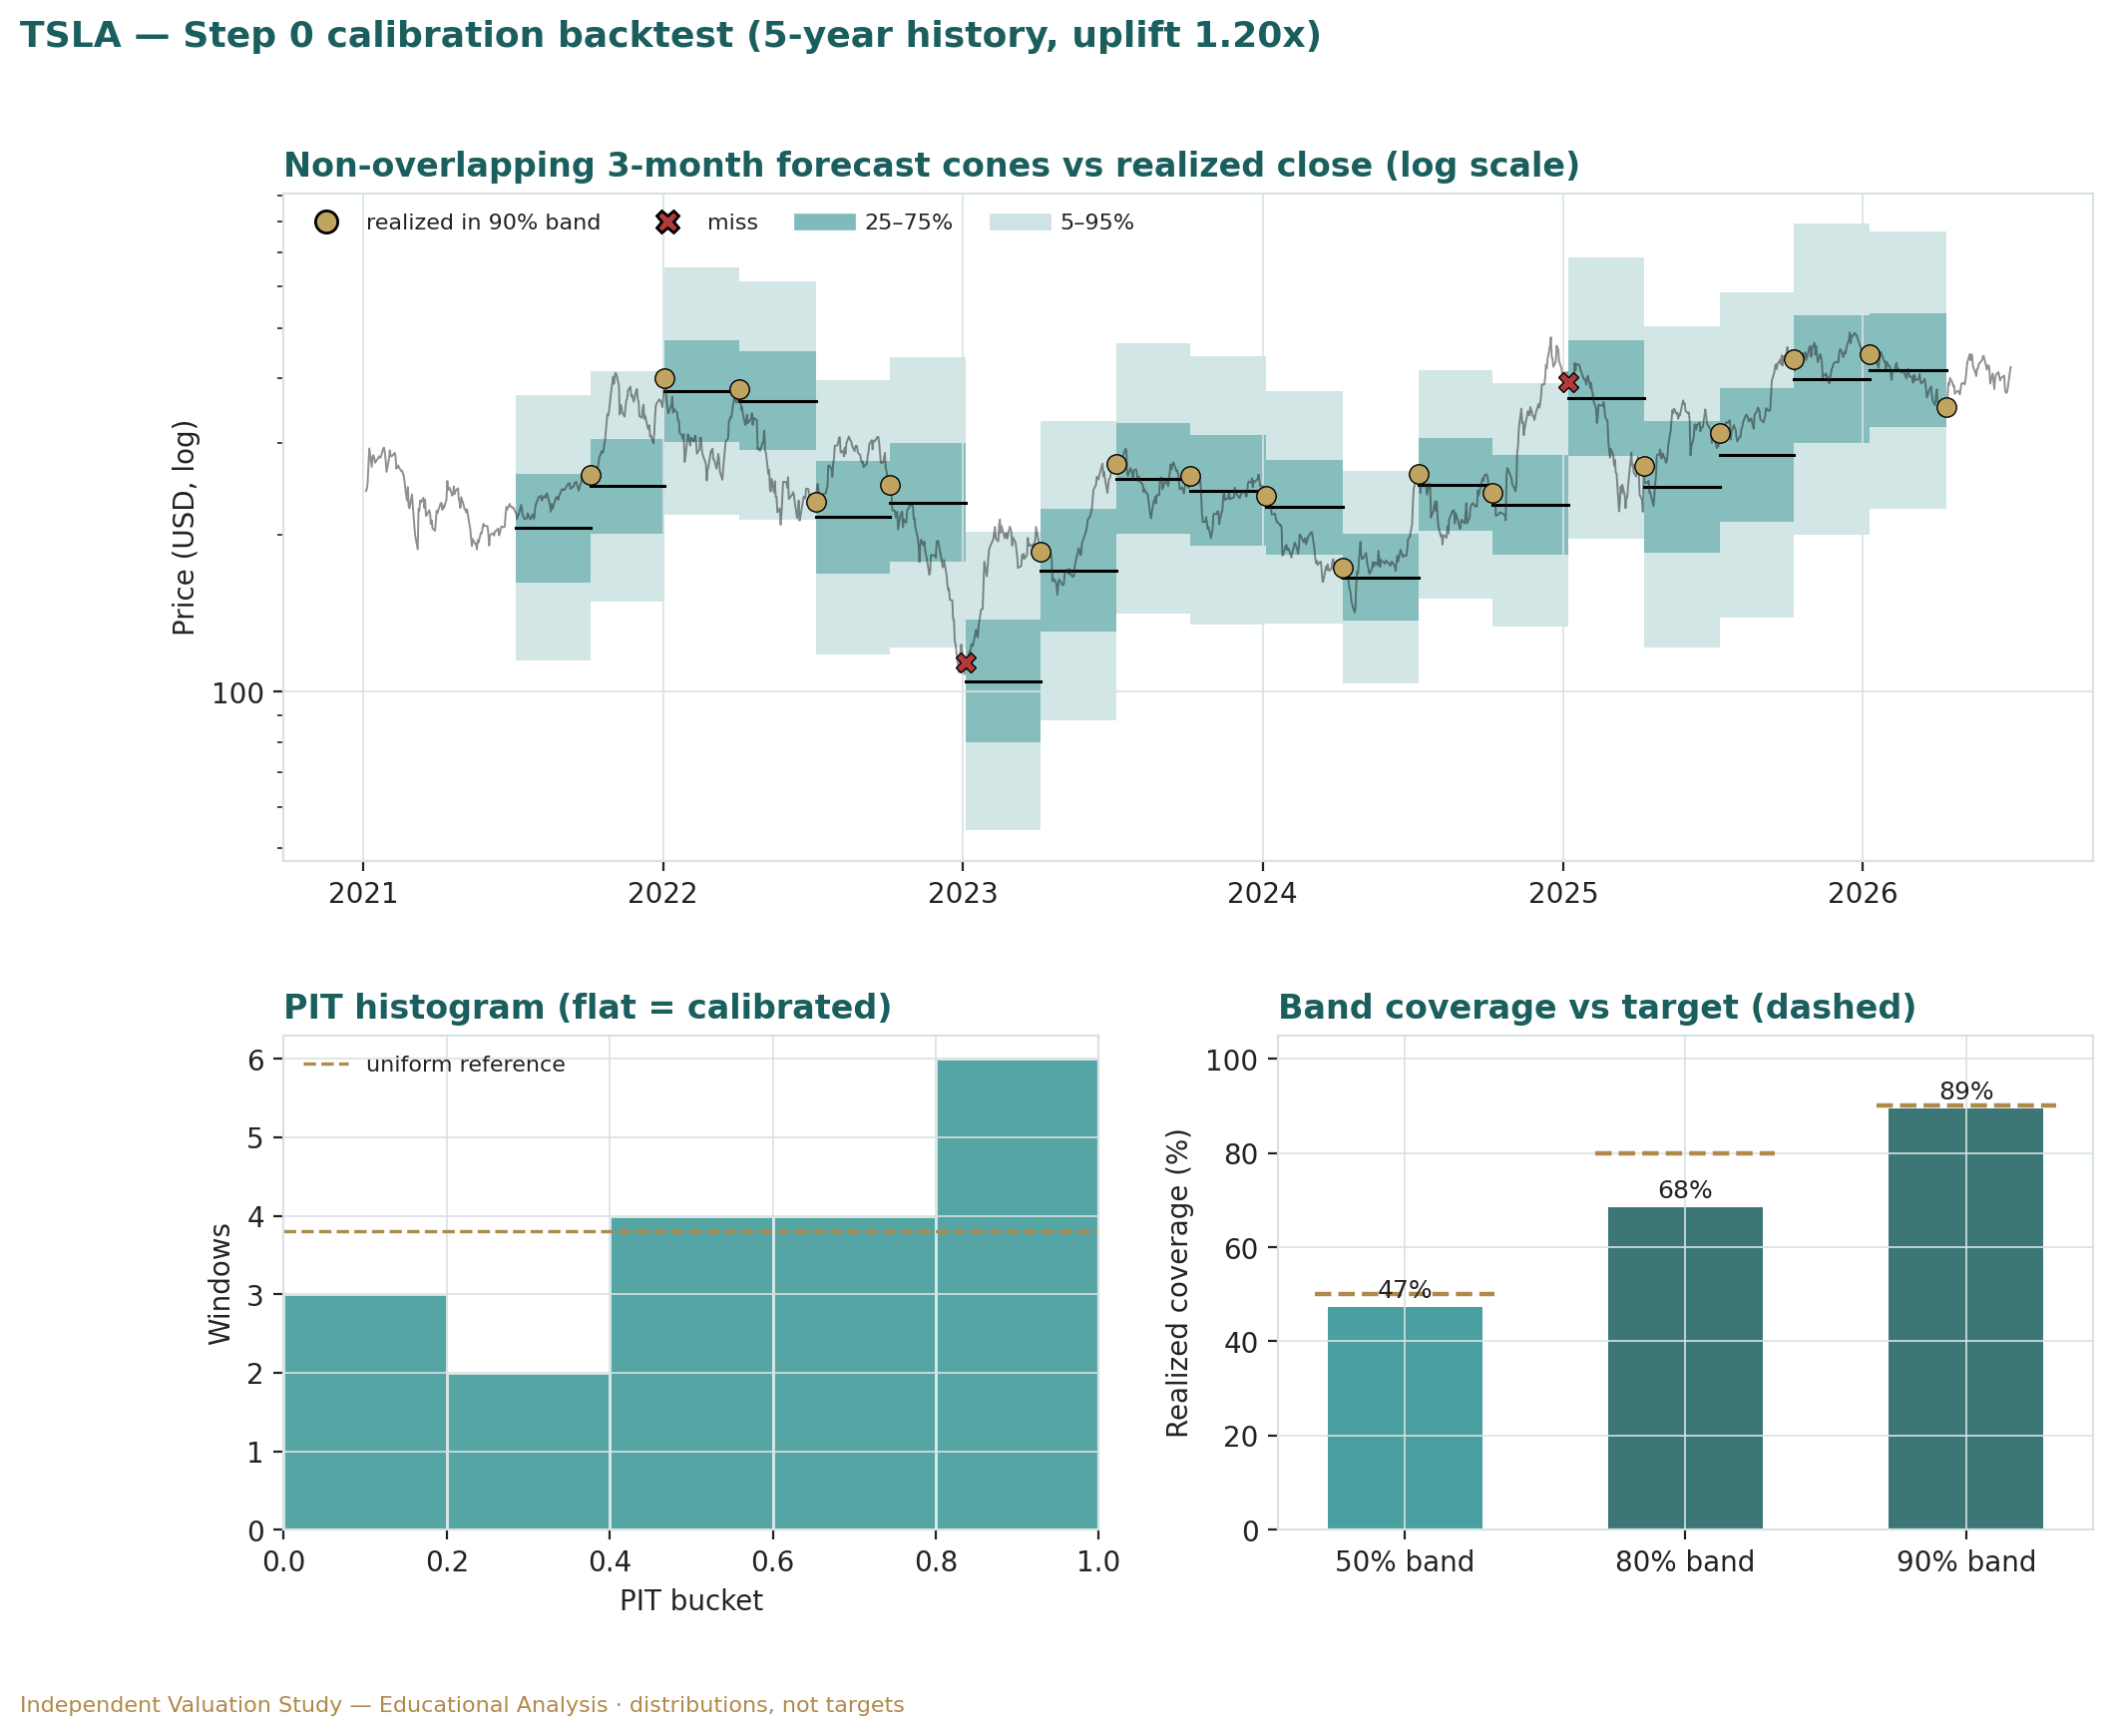 TSLA — Step 0 calibration backtest (5-year history, uplift 1.20x)
Non-overlapping 3-month forecast cones vs realized close (log scale)
realized in 90% band
miss
25–75%
5–95%
Price (USD, log)
100
2021
2022
2023
2024
2025
2026
PIT histogram (flat = calibrated)
uniform reference
Windows
6
5
4
3
2
1
0
0.0
0.2
0.4
0.6
0.8
1.0
PIT bucket
Band coverage vs target (dashed)
Realized coverage (%)
100
80
60
40
20
0
47%
68%
89%
50% band
80% band
90% band
Independent Valuation Study — Educational Analysis · distributions, not targets